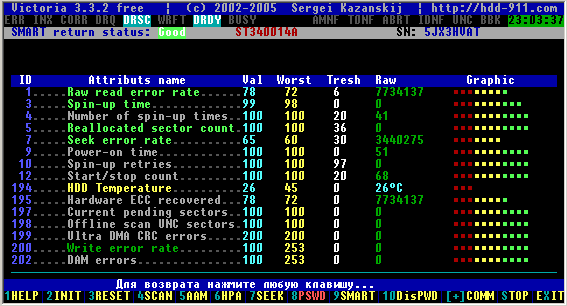 Victoria 3.3.2 free | (c) 2002-2005 Sergei Kazanskij | http://hdd-911.com
ERR INX CORR DRQ DRSC WRFT DRDY BUSY AMNF TONF ABRT IDNF UNC BBK 23:03:37
SMART return status: Good ST340014A SN: 5JX3HVAT
ID Attributs name Val Worst Tresh Raw Graphic
1 Raw read error rate 78 72 6 7734137
3 Spin-up time 99 98 0 0
4 Number of spin-up times 100 100 20 41
5 Reallocated sector count 100 100 36 0
7 Seek error rate 65 60 30 3440275
9 Power-on time 100 100 0 51
10 Spin-up retries 100 100 97 0
12 Start/stop count 100 100 20 68
194 HDD Temperature 26 45 0 26°C
195 Hardware ECC recovered 78 72 0 7734137
197 Current pending sectors 100 100 0 0
198 Offline scan UNC sectors 100 100 0 0
199 Ultra DMA CRC errors 200 200 0 0
200 Write error rate 100 253 0 0
202 DAM errors 100 253 0 0
Для возврата нажмите любую клавишу...
1HELP 2INIT 3RESET 4SCAN 5AAM 6HPA 7SEEK 8PSWD 9SMART 10DisPWD [+]COMM STOP EXIT